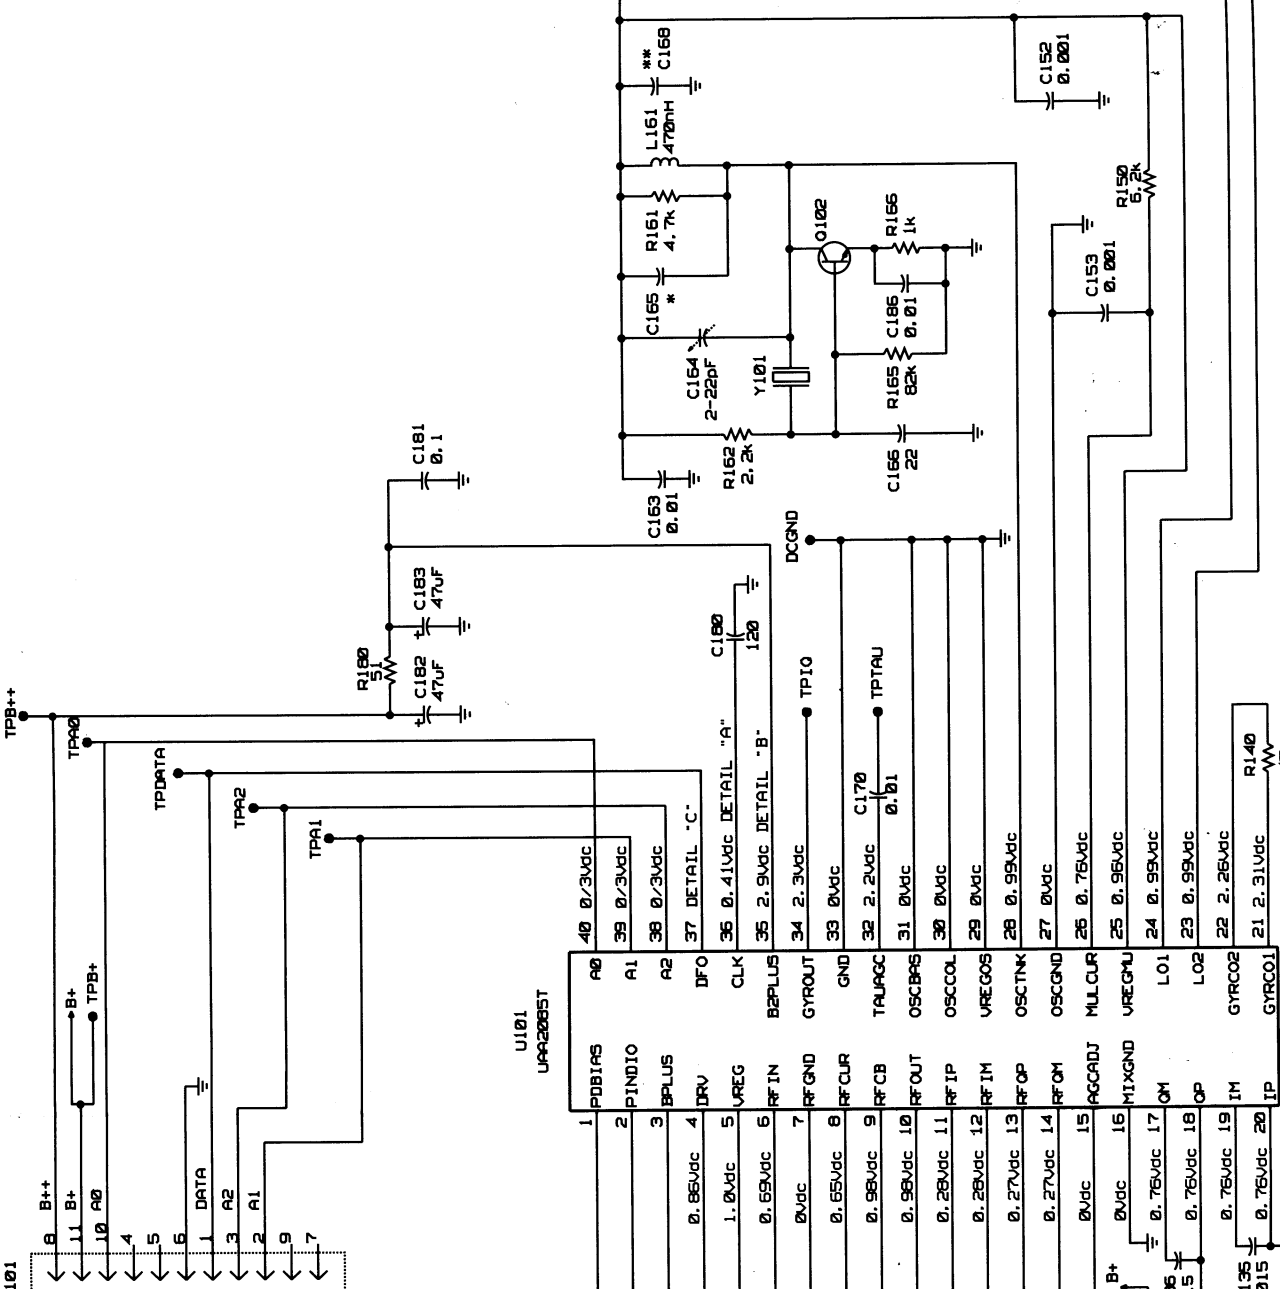 C168
**
C152
0.001
L161
470nH
R150
6.2k
R161
4.7k
Q102
R166
1k
C165
*
C153
0.001
C186
0.01
C164
2-22pF
Y101
R165
82k
C181
0.1
R162
2.2k
C166
22
C163
0.01
DCGND
C183
47uF
C180
120
R180
51
C182
47uF
TPIQ
TPTAU
TPB++
TPA0
TPDATA
TPA2
TPA1
C170
0.01
R140
40 0/3Vdc
39 0/3Vdc
38 0/3Vdc
37 DETAIL "C"
36 0.41Vdc DETAIL "A"
35 2.9Vdc DETAIL "B"
34 2.3Vdc
33 0Vdc
32 2.2Vdc
31 0Vdc
30 0Vdc
29 0Vdc
28 0.99Vdc
27 0Vdc
26 0.76Vdc
25 0.96Vdc
24 0.99Vdc
23 0.99Vdc
22 2.26Vdc
21 2.31Vdc
B+
TPB+
U101
UAA2085T
A0
A1
A2
DFO
CLK
B2PLUS
GYROUT
GND
TAUAGC
OSCBAS
OSCCOL
VREGOS
OSCTNK
OSCGND
MULCUR
VREGMU
LO1
LO2
GYRCO2
GYRCO1
PDBIAS
PINDIO
BPLUS
DRV
VREG
RFIN
RFGND
RFCUR
RFCB
RFOUT
RFIP
RFIM
RFOP
RFOM
AGCADJ
MIXGND
QM
QP
IM
IP
1
2
3
4
5
6
7
8
9
10
11
12
13
14
15
16
17
18
19
20
0.86Vdc
1.0Vdc
0.69Vdc
0Vdc
0.65Vdc
0.98Vdc
0.98Vdc
0.28Vdc
0.28Vdc
0.27Vdc
0.27Vdc
0Vdc
0Vdc
0.76Vdc
0.76Vdc
0.76Vdc
0.76Vdc
8 B++
11 B+
10 A0
4
5
6
1 DATA
3 A2
2 A1
9
7
101
B+
135
015